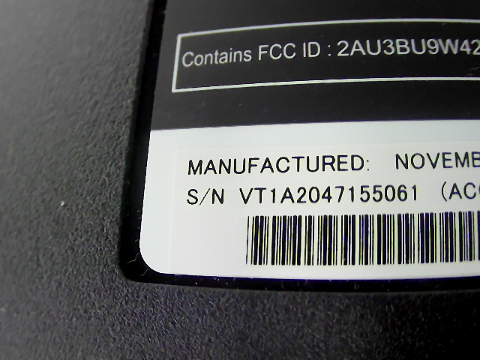 Contains FCC ID : 2AU3BU9W42
MANUFACTURED: NOVEMB
S/N VT1A2047155061 (AC